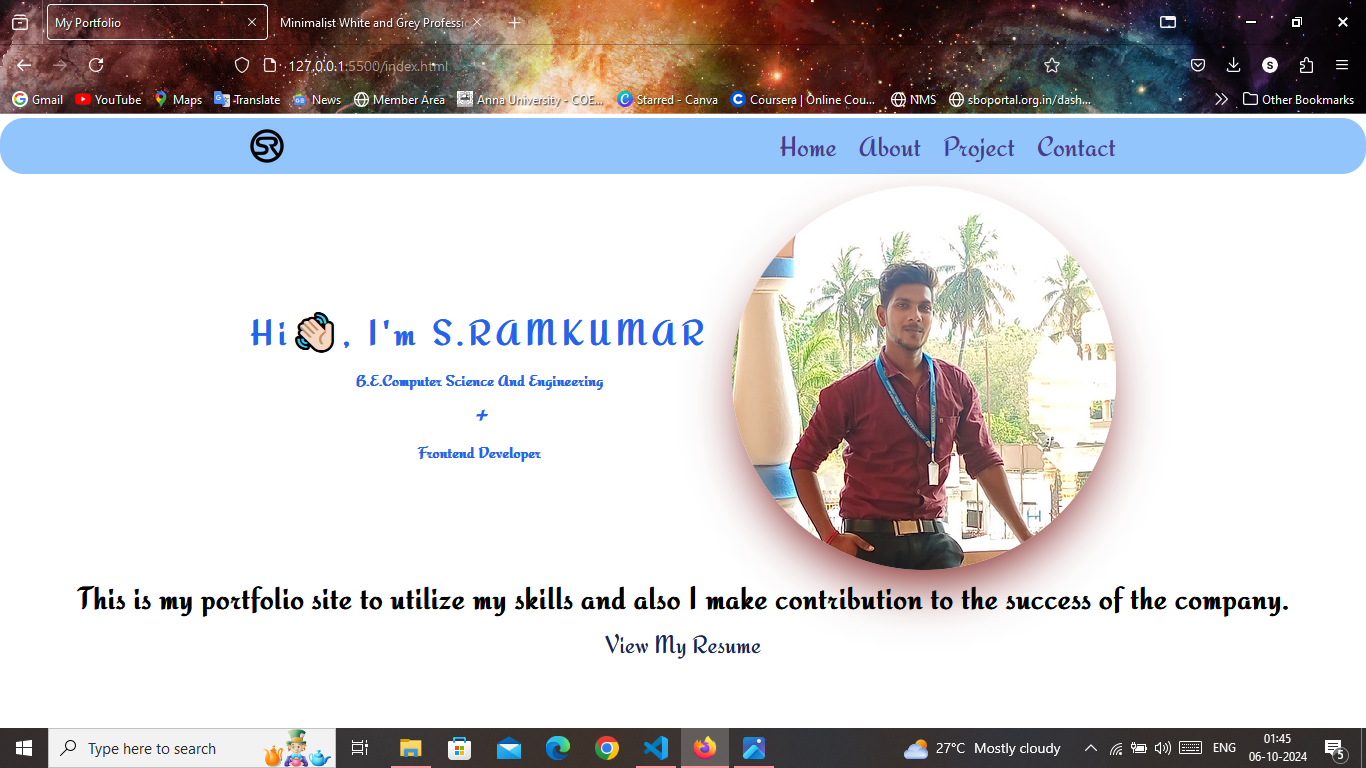 My Portfolio
Minimalist White and Grey Professi
127.0.0.1:5500/index.html
S
Gmail YouTube Maps Translate News Member Area Anna University - COE... Starred - Canva Coursera | Online Cou... NMS sboportal.org.in/dash... Other Bookmarks
SR Home About Project Contact
Hi👋🏻, I'm S.RAMKUMAR
B.E.Computer Science And Engineering
+
Frontend Developer
This is my portfolio site to utilize my skills and also I make contribution to the success of the company.
View My Resume
Type here to search 27°C Mostly cloudy ENG 01:45
06-10-2024
5